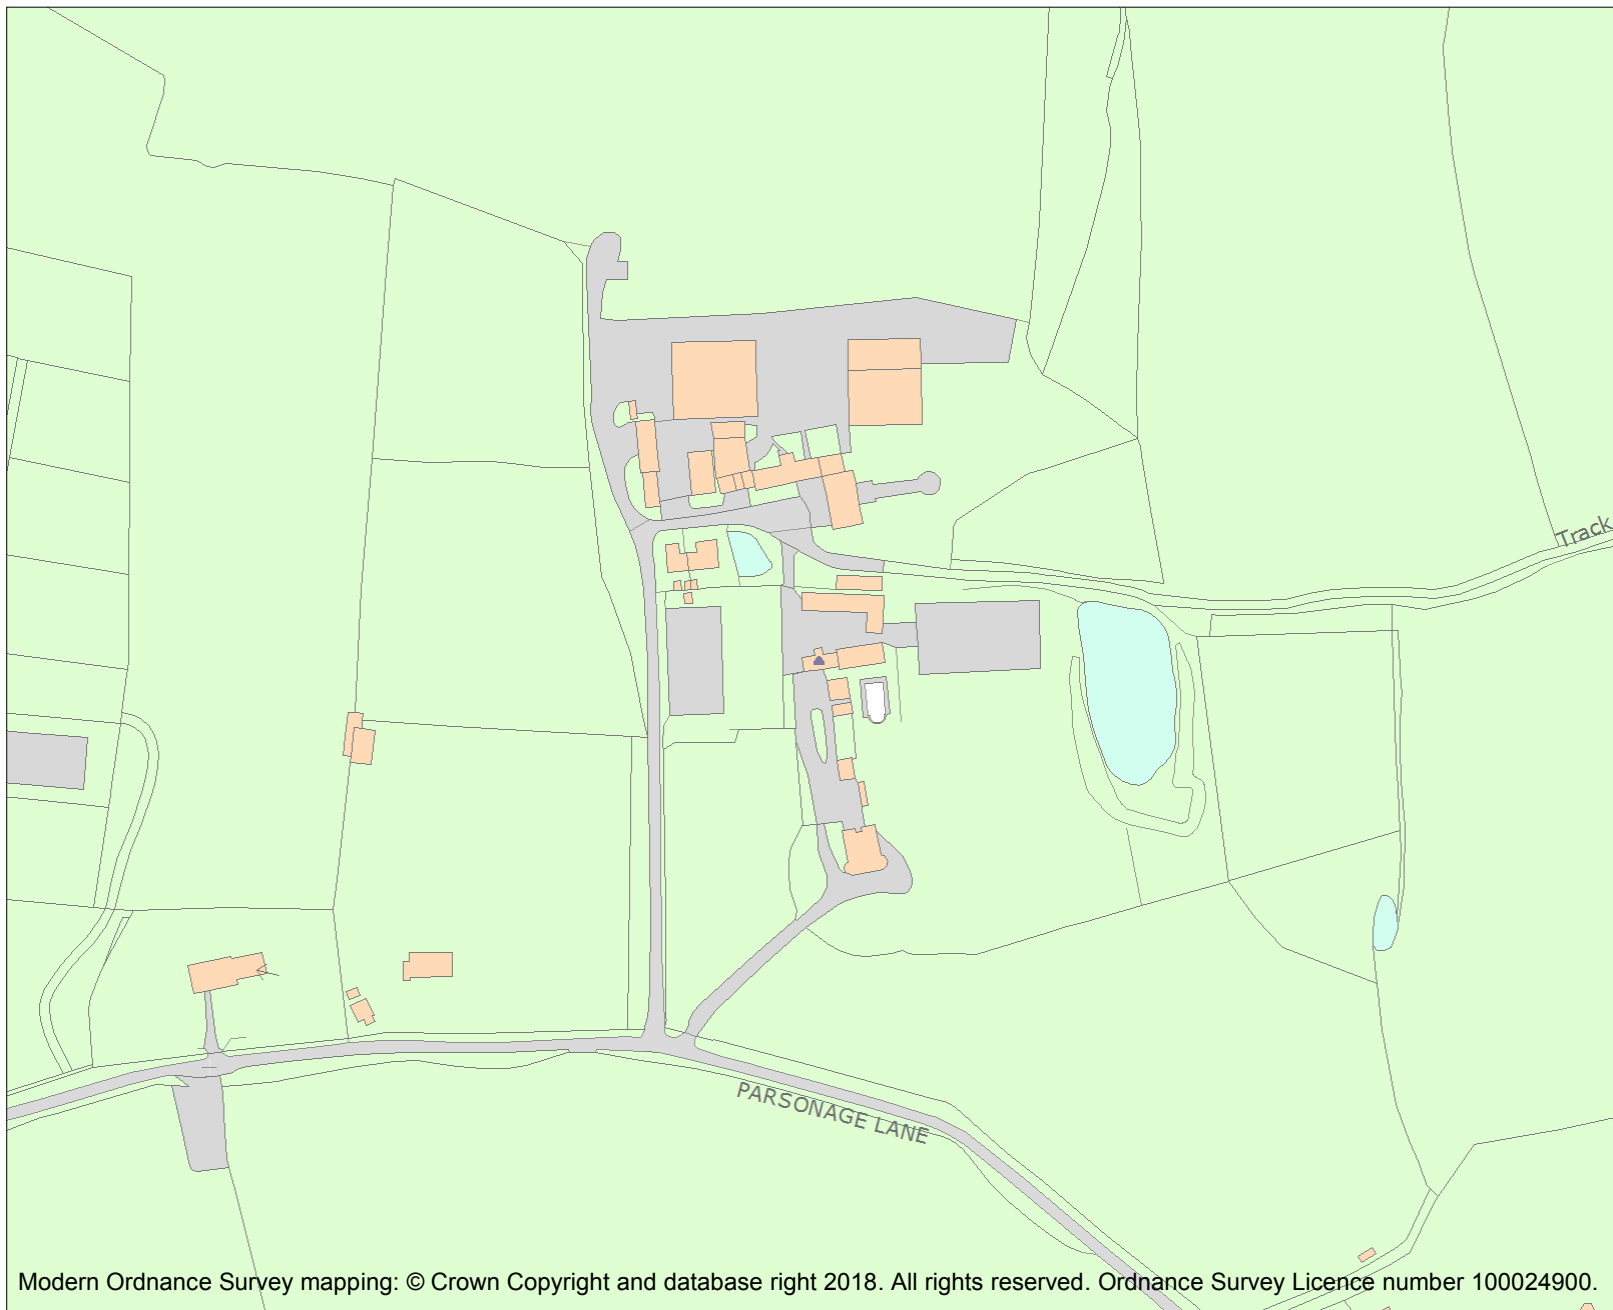 Track
PARSONAGE LANE
Modern Ordnance Survey mapping: © Crown Copyright and database right 2018. All rights reserved. Ordnance Survey Licence number 100024900.